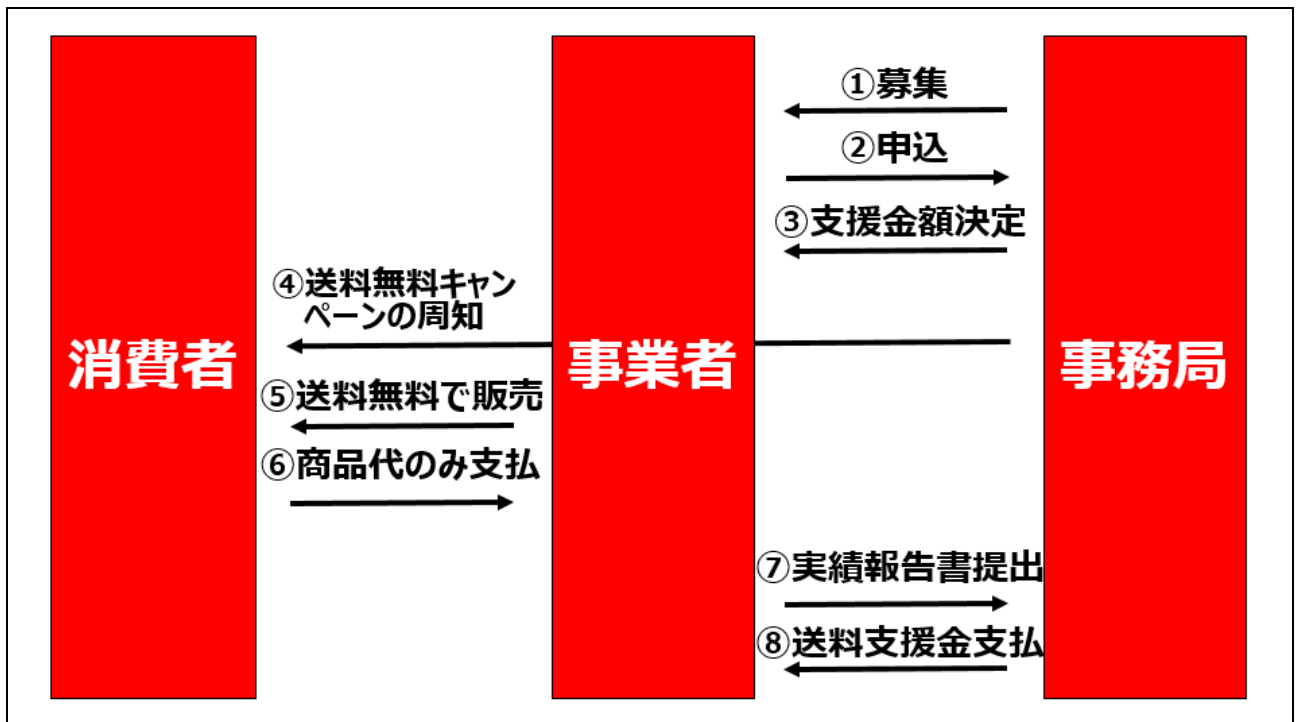 ①募集
②申込
③支援金額決定
④送料無料キャン
ペーンの周知
消費者
事業者
事務局
⑤送料無料で販売
⑥商品代のみ支払
⑦実績報告書提出
⑧送料支援金支払